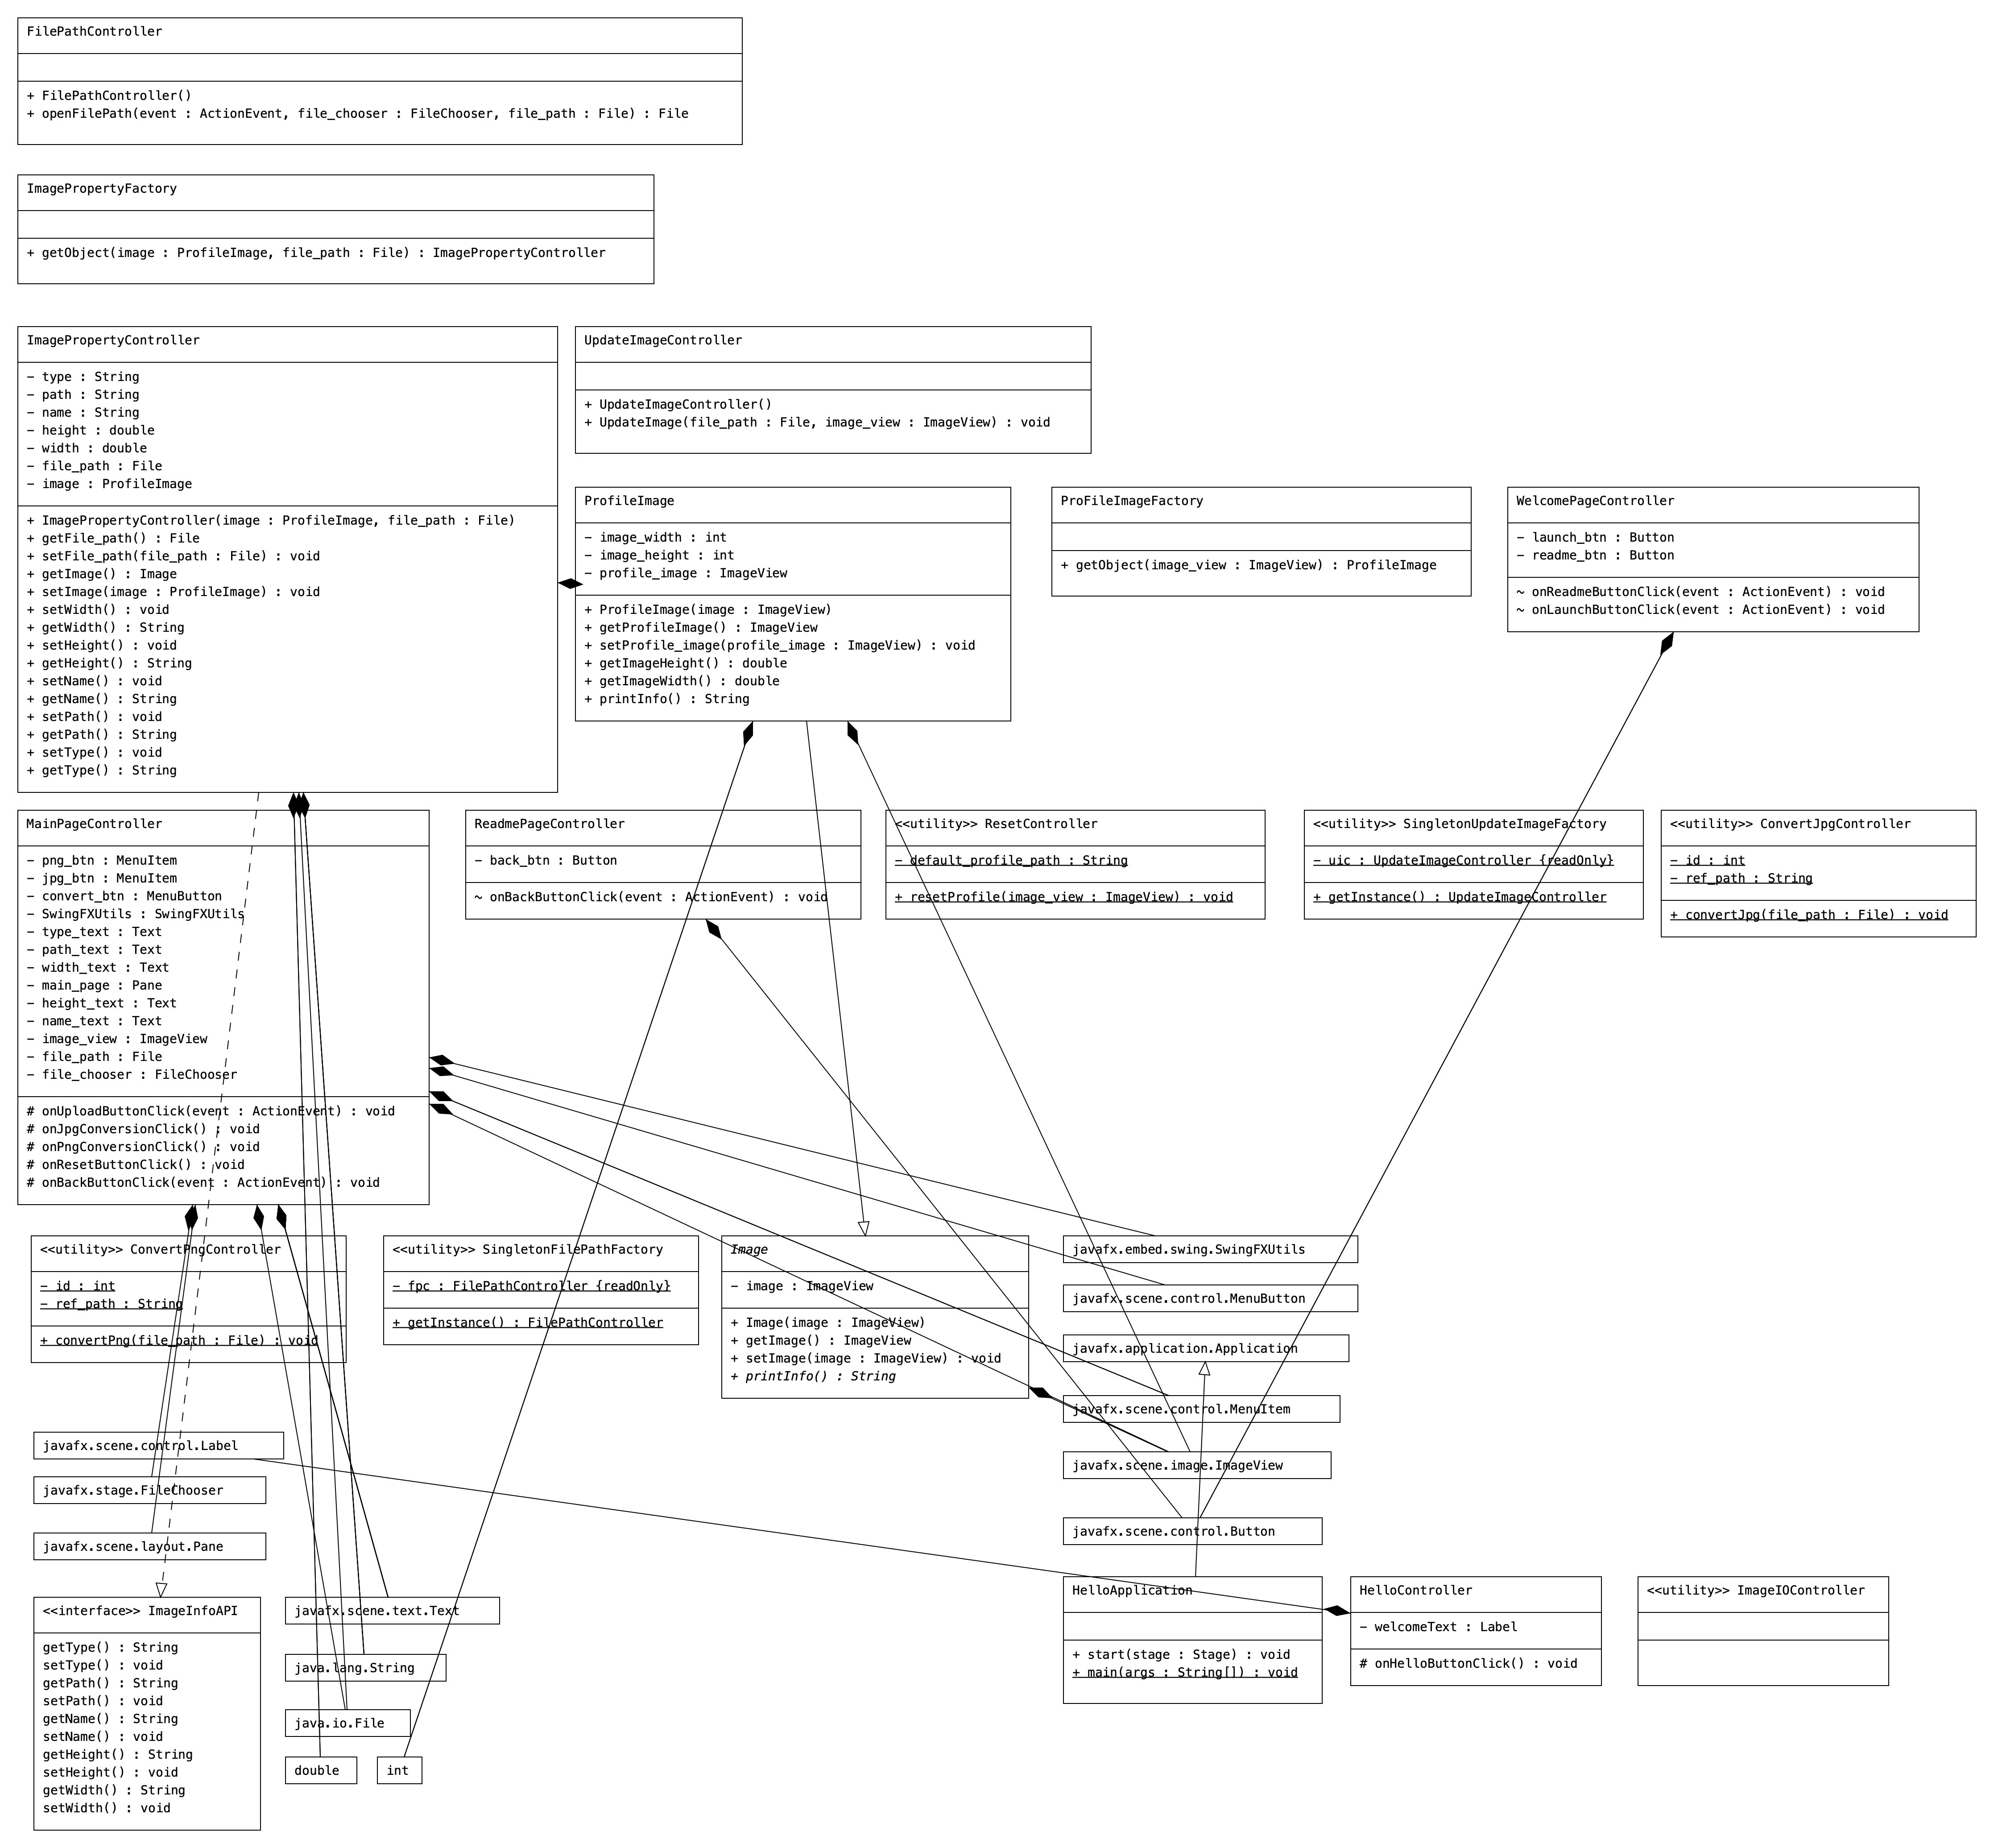 FilePathController
+ FilePathController()
+ openFilePath(event : ActionEvent, file_chooser : FileChooser, file_path : File) : File
ImagePropertyFactory
+ getObject(image : ProfileImage, file_path : File) : ImagePropertyController
ImagePropertyController
− type : String
− path : String
− name : String
− height : double
− width : double
− file_path : File
− image : ProfileImage
+ ImagePropertyController(image : ProfileImage, file_path : File)
+ getFile_path() : File
+ setFile_path(file_path : File) : void
+ getImage() : Image
+ setImage(image : ProfileImage) : void
+ setWidth() : void
+ getWidth() : String
+ setHeight() : void
+ getHeight() : String
+ setName() : void
+ getName() : String
+ setPath() : void
+ getPath() : String
+ setType() : void
+ getType() : String
UpdateImageController
+ UpdateImageController()
+ UpdateImage(file_path : File, image_view : ImageView) : void
ProfileImage
− image_width : int
− image_height : int
− profile_image : ImageView
+ ProfileImage(image : ImageView)
+ getProfileImage() : ImageView
+ setProfile_image(profile_image : ImageView) : void
+ getImageHeight() : double
+ getImageWidth() : double
+ printInfo() : String
ProFileImageFactory
+ getObject(image_view : ImageView) : ProfileImage
WelcomePageController
− launch_btn : Button
− readme_btn : Button
~ onReadmeButtonClick(event : ActionEvent) : void
~ onLaunchButtonClick(event : ActionEvent) : void
MainPageController
− png_btn : MenuItem
− jpg_btn : MenuItem
− convert_btn : MenuButton
− SwingFXUtils : SwingFXUtils
− type_text : Text
− path_text : Text
− width_text : Text
− main_page : Pane
− height_text : Text
− name_text : Text
− image_view : ImageView
− file_path : File
− file_chooser : FileChooser
# onUploadButtonClick(event : ActionEvent) : void
# onJpgConversionClick() : void
# onPngConversionClick() : void
# onResetButtonClick() : void
# onBackButtonClick(event : ActionEvent) : void
ReadmePageController
− back_btn : Button
~ onBackButtonClick(event : ActionEvent) : void
<<utility>> ResetController
− default_profile_path : String
+ resetProfile(image_view : ImageView) : void
<<utility>> SingletonUpdateImageFactory
− uic : UpdateImageController {readOnly}
+ getInstance() : UpdateImageController
<<utility>> ConvertJpgController
− id : int
− ref_path : String
+ convertJpg(file_path : File) : void
<<utility>> ConvertPngController
− id : int
− ref_path : String
+ convertPng(file_path : File) : void
<<utility>> SingletonFilePathFactory
− fpc : FilePathController {readOnly}
+ getInstance() : FilePathController
Image
− image : ImageView
+ Image(image : ImageView)
+ getImage() : ImageView
+ setImage(image : ImageView) : void
+ printInfo() : String
javafx.embed.swing.SwingFXUtils
javafx.scene.control.MenuButton
javafx.application.Application
javafx.scene.control.MenuItem
javafx.scene.image.ImageView
javafx.scene.control.Button
javafx.scene.control.Label
javafx.stage.FileChooser
javafx.scene.layout.Pane
<<interface>> ImageInfoAPI
getType() : String
setType() : void
getPath() : String
setPath() : void
getName() : String
setName() : void
getHeight() : String
setHeight() : void
getWidth() : String
setWidth() : void
javafx.scene.text.Text
java.lang.String
java.io.File
double
int
HelloApplication
+ start(stage : Stage) : void
+ main(args : String[]) : void
HelloController
− welcomeText : Label
# onHelloButtonClick() : void
<<utility>> ImageIOController